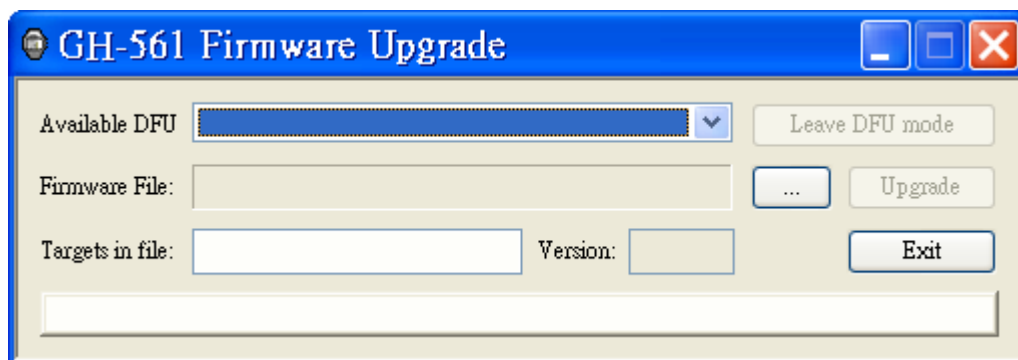 GH-561 Firmware Upgrade
Available DFU
Leave DFU mode
Firmware File:
...
Upgrade
Targets in file:
Version:
Exit